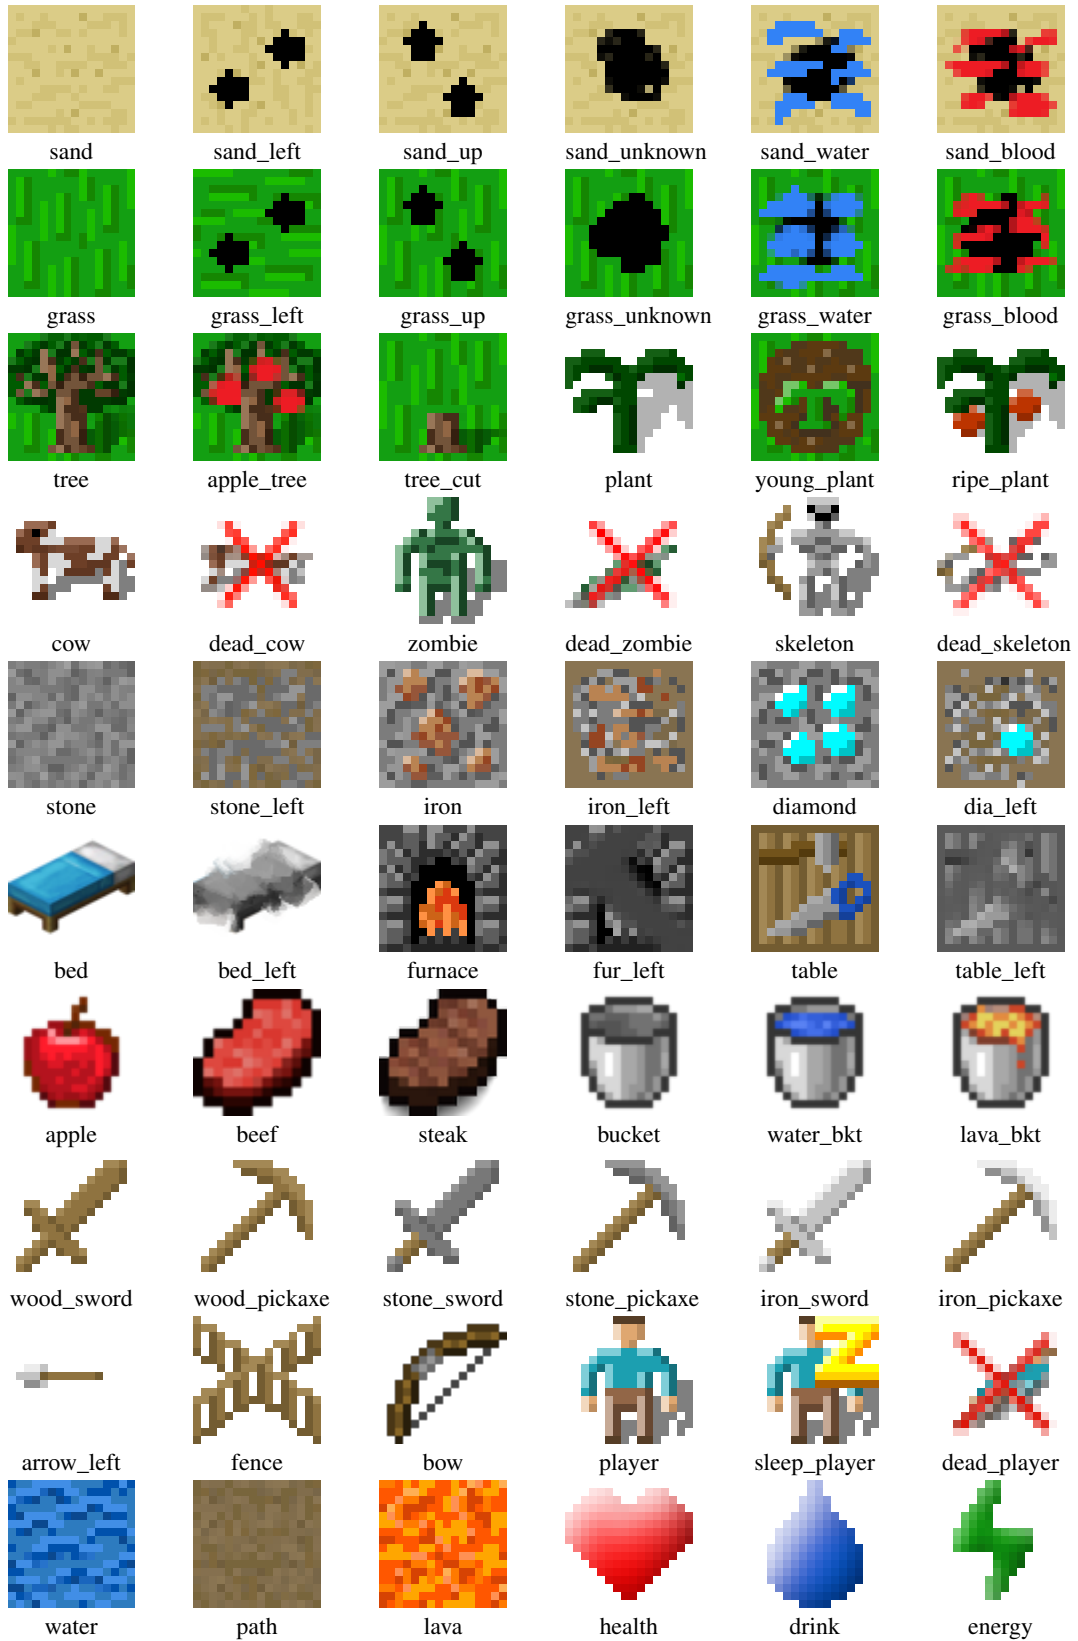 sand sand_left sand_up sand_unknown sand_water sand_blood
grass grass_left grass_up grass_unknown grass_water grass_blood
tree apple_tree tree_cut plant young_plant ripe_plant
cow dead_cow zombie dead_zombie skeleton dead_skeleton
stone stone_left iron iron_left diamond dia_left
bed bed_left furnace fur_left table table_left
apple beef steak bucket water_bkt lava_bkt
wood_sword wood_pickaxe stone_sword stone_pickaxe iron_sword iron_pickaxe
arrow_left fence bow player sleep_player dead_player
water path lava health drink energy